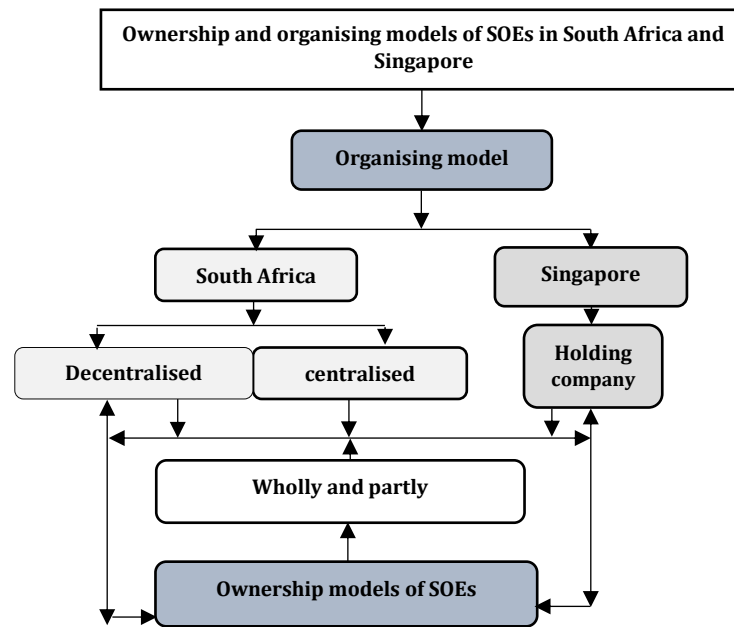 Ownership and organising models of SOEs in South Africa and
Singapore
Organising model
South Africa
Singapore
Decentralised
centralised
Holding
company
Wholly and partly
Ownership models of SOEs